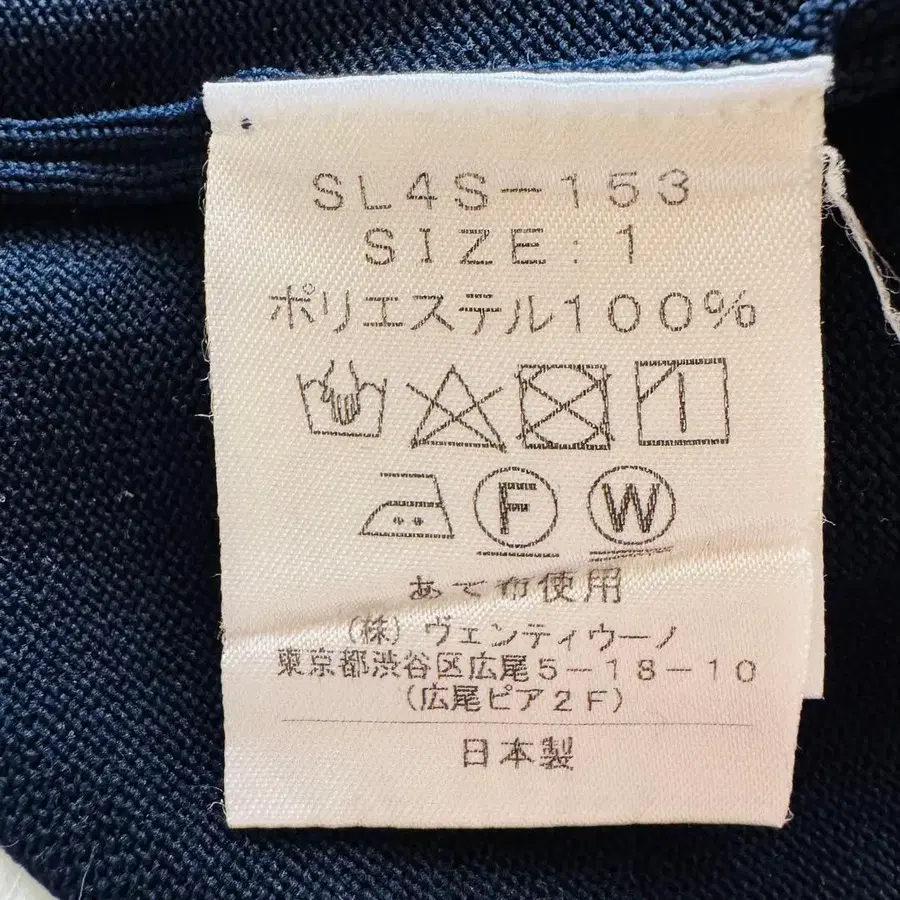 SL4S-153
SIZE:1
ポリエステル100%
F W
あて布使用
(株)ヴェンティウーノ
東京都渋谷区広尾5-18-10
(広尾ピア2F)
日本製